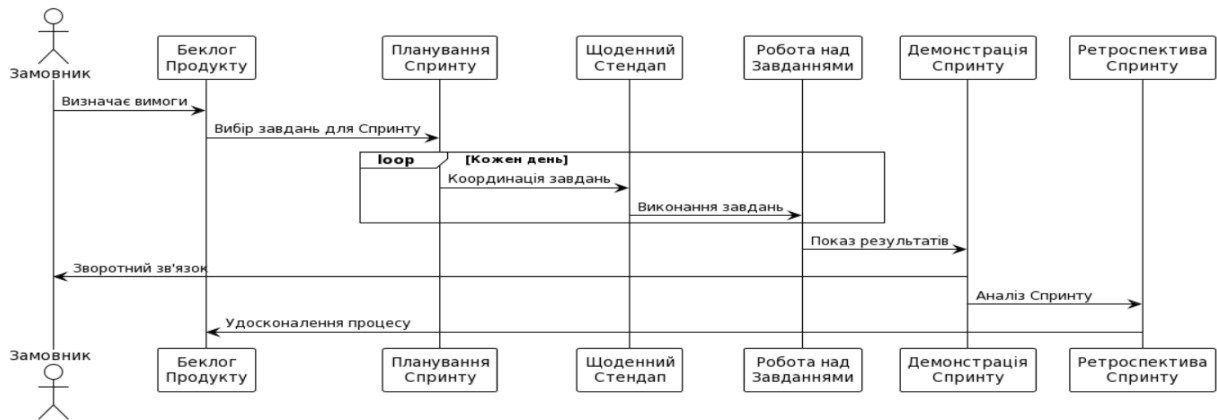 Замовник
Беклог
Продукту
Планування
Спринту
Щоденний
Стендап
Робота над
Завданнями
Демонстрація
Спринту
Ретроспектива
Спринту
Визначає вимоги
Вибір завдань для Спринту
loop [Кожен день]
Координація завдань
Виконання завдань
Показ результатів
Зворотний зв'язок
Аналіз Спринту
Удосконалення процесу
Замовник
Беклог
Продукту
Планування
Спринту
Щоденний
Стендап
Робота над
Завданнями
Демонстрація
Спринту
Ретроспектива
Спринту